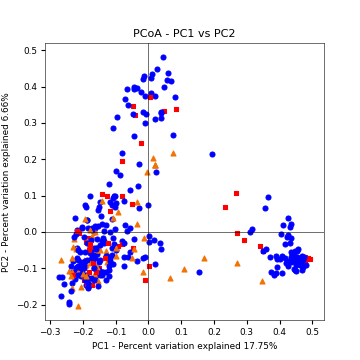 PCoA - PC1 vs PC2
0.5
0.4
0.3
0.2
0.1
0.0
−0.1
−0.2
PC2 - Percent variation explained 6.66%
−0.3 −0.2 −0.1 0.0 0.1 0.2 0.3 0.4 0.5
PC1 - Percent variation explained 17.75%